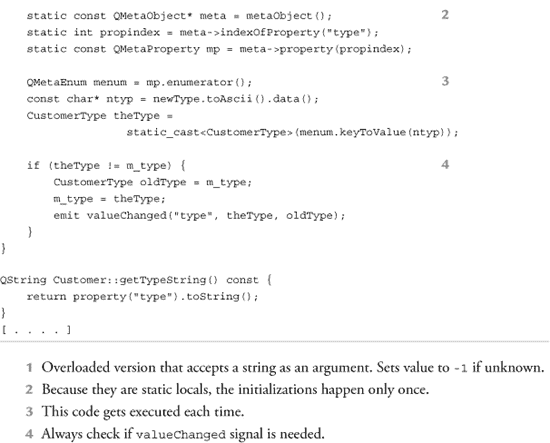 static const QMetaObject* meta = metaObject(); 2
static int propindex = meta->indexOfProperty("type");
static const QMetaProperty mp = meta->property(propindex);
QMetaEnum menum = mp.enumerator(); 3
const char* ntyp = newType.toAscii().data();
CustomerType theType =
static_cast<CustomerType>(menum.keyToValue(ntyp));
if (theType != m_type) { 4
CustomerType oldType = m_type;
m_type = theType;
emit valueChanged("type", theType, oldType);
}
}
QString Customer::getTypeString() const {
return property("type").toString();
}
[ . . . . ]
1 Overloaded version that accepts a string as an argument. Sets value to -1 if unknown.
2 Because they are static locals, the initializations happen only once.
3 This code gets executed each time.
4 Always check if valueChanged signal is needed.